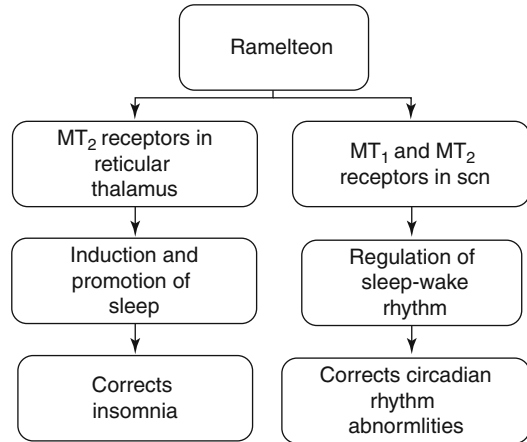 Ramelteon
MT₂ receptors in
reticular
thalamus
MT₁ and MT₂
receptors in scn
Induction and
promotion of
sleep
Regulation of
sleep-wake
rhythm
Corrects
insomnia
Corrects circadian
rhythm
abnormlities